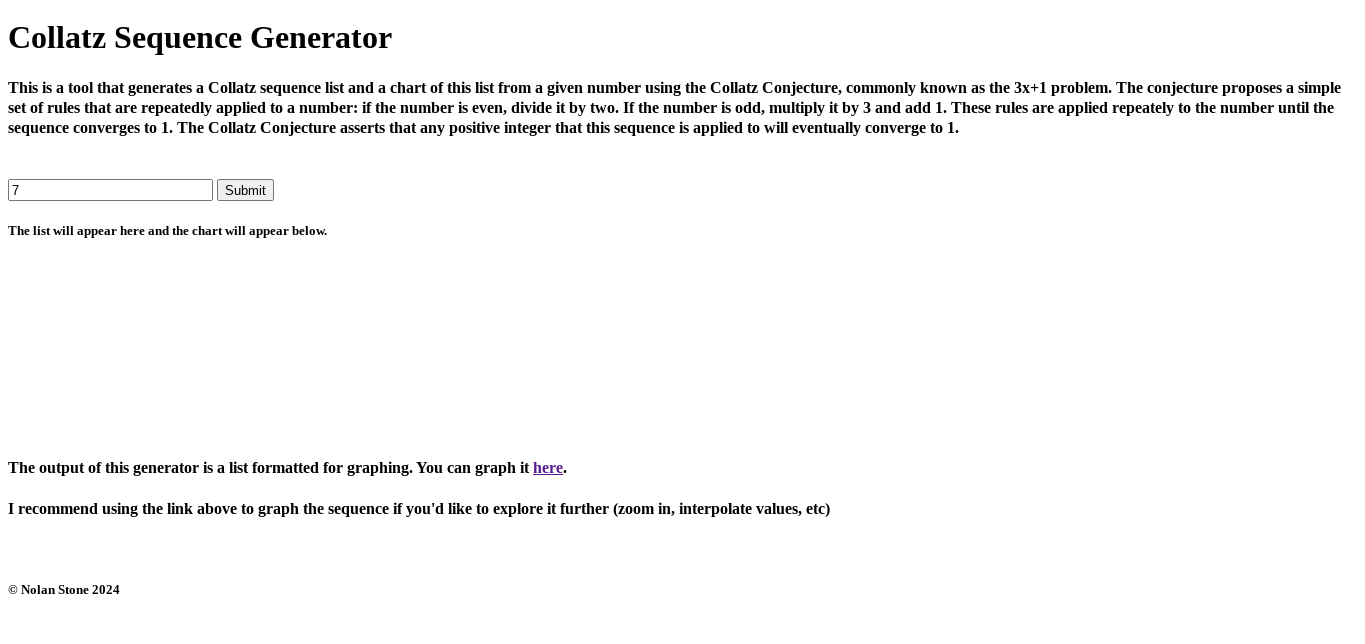 Collatz Sequence Generator
This is a tool that generates a Collatz sequence list and a chart of this list from a given number using the Collatz Conjecture, commonly known as the 3x+1 problem. The conjecture proposes a simple
set of rules that are repeatedly applied to a number: if the number is even, divide it by two. If the number is odd, multiply it by 3 and add 1. These rules are applied repeately to the number until the
sequence converges to 1. The Collatz Conjecture asserts that any positive integer that this sequence is applied to will eventually converge to 1.
7 Submit
The list will appear here and the chart will appear below.
The output of this generator is a list formatted for graphing. You can graph it here.
I recommend using the link above to graph the sequence if you'd like to explore it further (zoom in, interpolate values, etc)
© Nolan Stone 2024